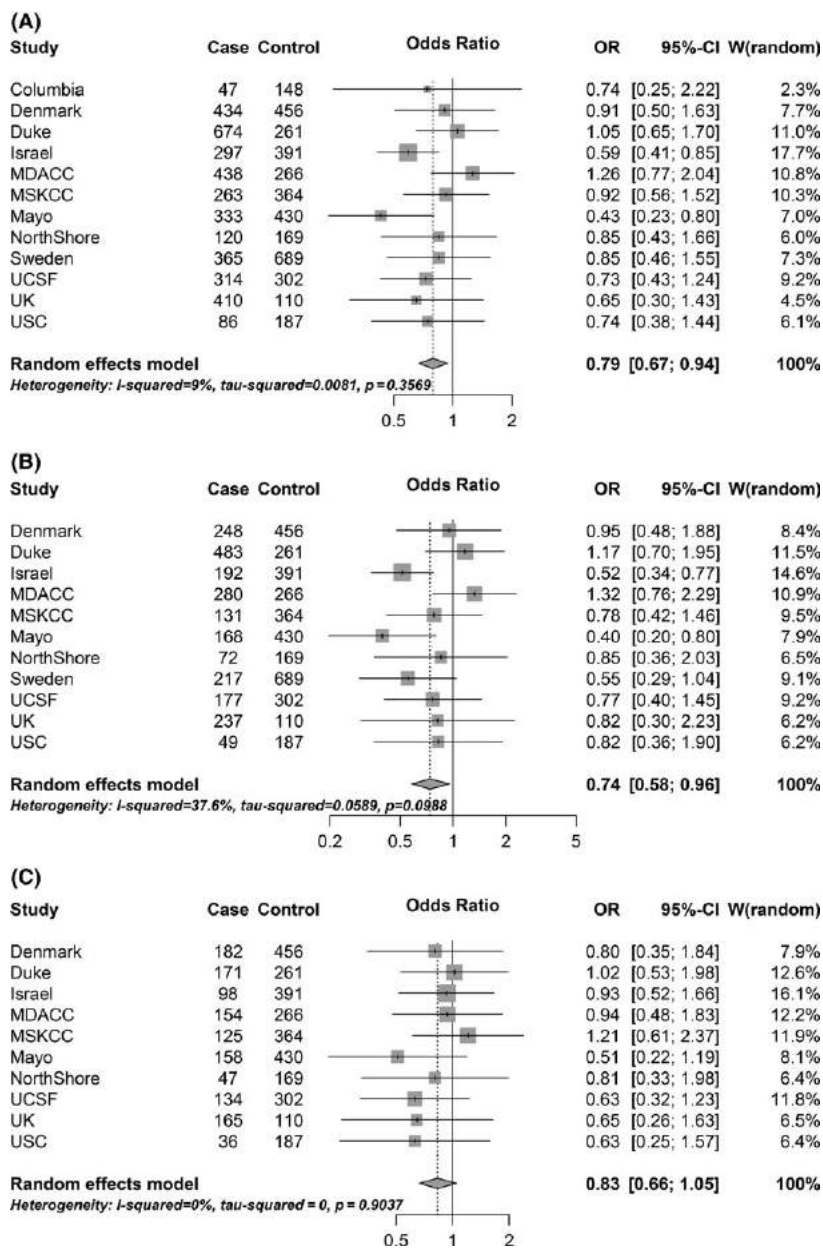 (A)
Study Case Control Odds Ratio OR 95%-CI W(random)
Columbia 47 148 0.74 [0.25; 2.22] 2.3%
Denmark 434 456 0.91 [0.50; 1.63] 7.7%
Duke 674 261 1.05 [0.65; 1.70] 11.0%
Israel 297 391 0.59 [0.41; 0.85] 17.7%
MDACC 438 266 1.26 [0.77; 2.04] 10.8%
MSKCC 263 364 0.92 [0.56; 1.52] 10.3%
Mayo 333 430 0.43 [0.23; 0.80] 7.0%
NorthShore 120 169 0.85 [0.43; 1.66] 6.0%
Sweden 365 689 0.85 [0.46; 1.55] 7.3%
UCSF 314 302 0.73 [0.43; 1.24] 9.2%
UK 410 110 0.65 [0.30; 1.43] 4.5%
USC 86 187 0.74 [0.38; 1.44] 6.1%
Random effects model 0.79 [0.67; 0.94] 100%
Heterogeneity: I-squared=9%, tau-squared=0.0081, p=0.3569
0.5 1 2
(B)
Study Case Control Odds Ratio OR 95%-CI W(random)
Denmark 248 456 0.95 [0.48; 1.88] 8.4%
Duke 483 261 1.17 [0.70; 1.95] 11.5%
Israel 192 391 0.52 [0.34; 0.77] 14.6%
MDACC 280 266 1.32 [0.76; 2.29] 10.9%
MSKCC 131 364 0.78 [0.42; 1.46] 9.5%
Mayo 168 430 0.40 [0.20; 0.80] 7.9%
NorthShore 72 169 0.85 [0.36; 2.03] 6.5%
Sweden 217 689 0.55 [0.29; 1.04] 9.1%
UCSF 177 302 0.77 [0.40; 1.45] 9.2%
UK 237 110 0.82 [0.30; 2.23] 6.2%
USC 49 187 0.82 [0.36; 1.90] 6.2%
Random effects model 0.74 [0.58; 0.96] 100%
Heterogeneity: I-squared=37.6%, tau-squared=0.0589, p=0.0988
0.2 0.5 1 2 5
(C)
Study Case Control Odds Ratio OR 95%-CI W(random)
Denmark 182 456 0.80 [0.35; 1.84] 7.9%
Duke 171 261 1.02 [0.53; 1.98] 12.6%
Israel 98 391 0.93 [0.52; 1.66] 16.1%
MDACC 154 266 0.94 [0.48; 1.83] 12.2%
MSKCC 125 364 1.21 [0.61; 2.37] 11.9%
Mayo 158 430 0.51 [0.22; 1.19] 8.1%
NorthShore 47 169 0.81 [0.33; 1.98] 6.4%
UCSF 134 302 0.63 [0.32; 1.23] 11.8%
UK 165 110 0.65 [0.26; 1.63] 6.5%
USC 36 187 0.63 [0.25; 1.57] 6.4%
Random effects model 0.83 [0.66; 1.05] 100%
Heterogeneity: I-squared=0%, tau-squared = 0, p = 0.9037
0.5 1 2